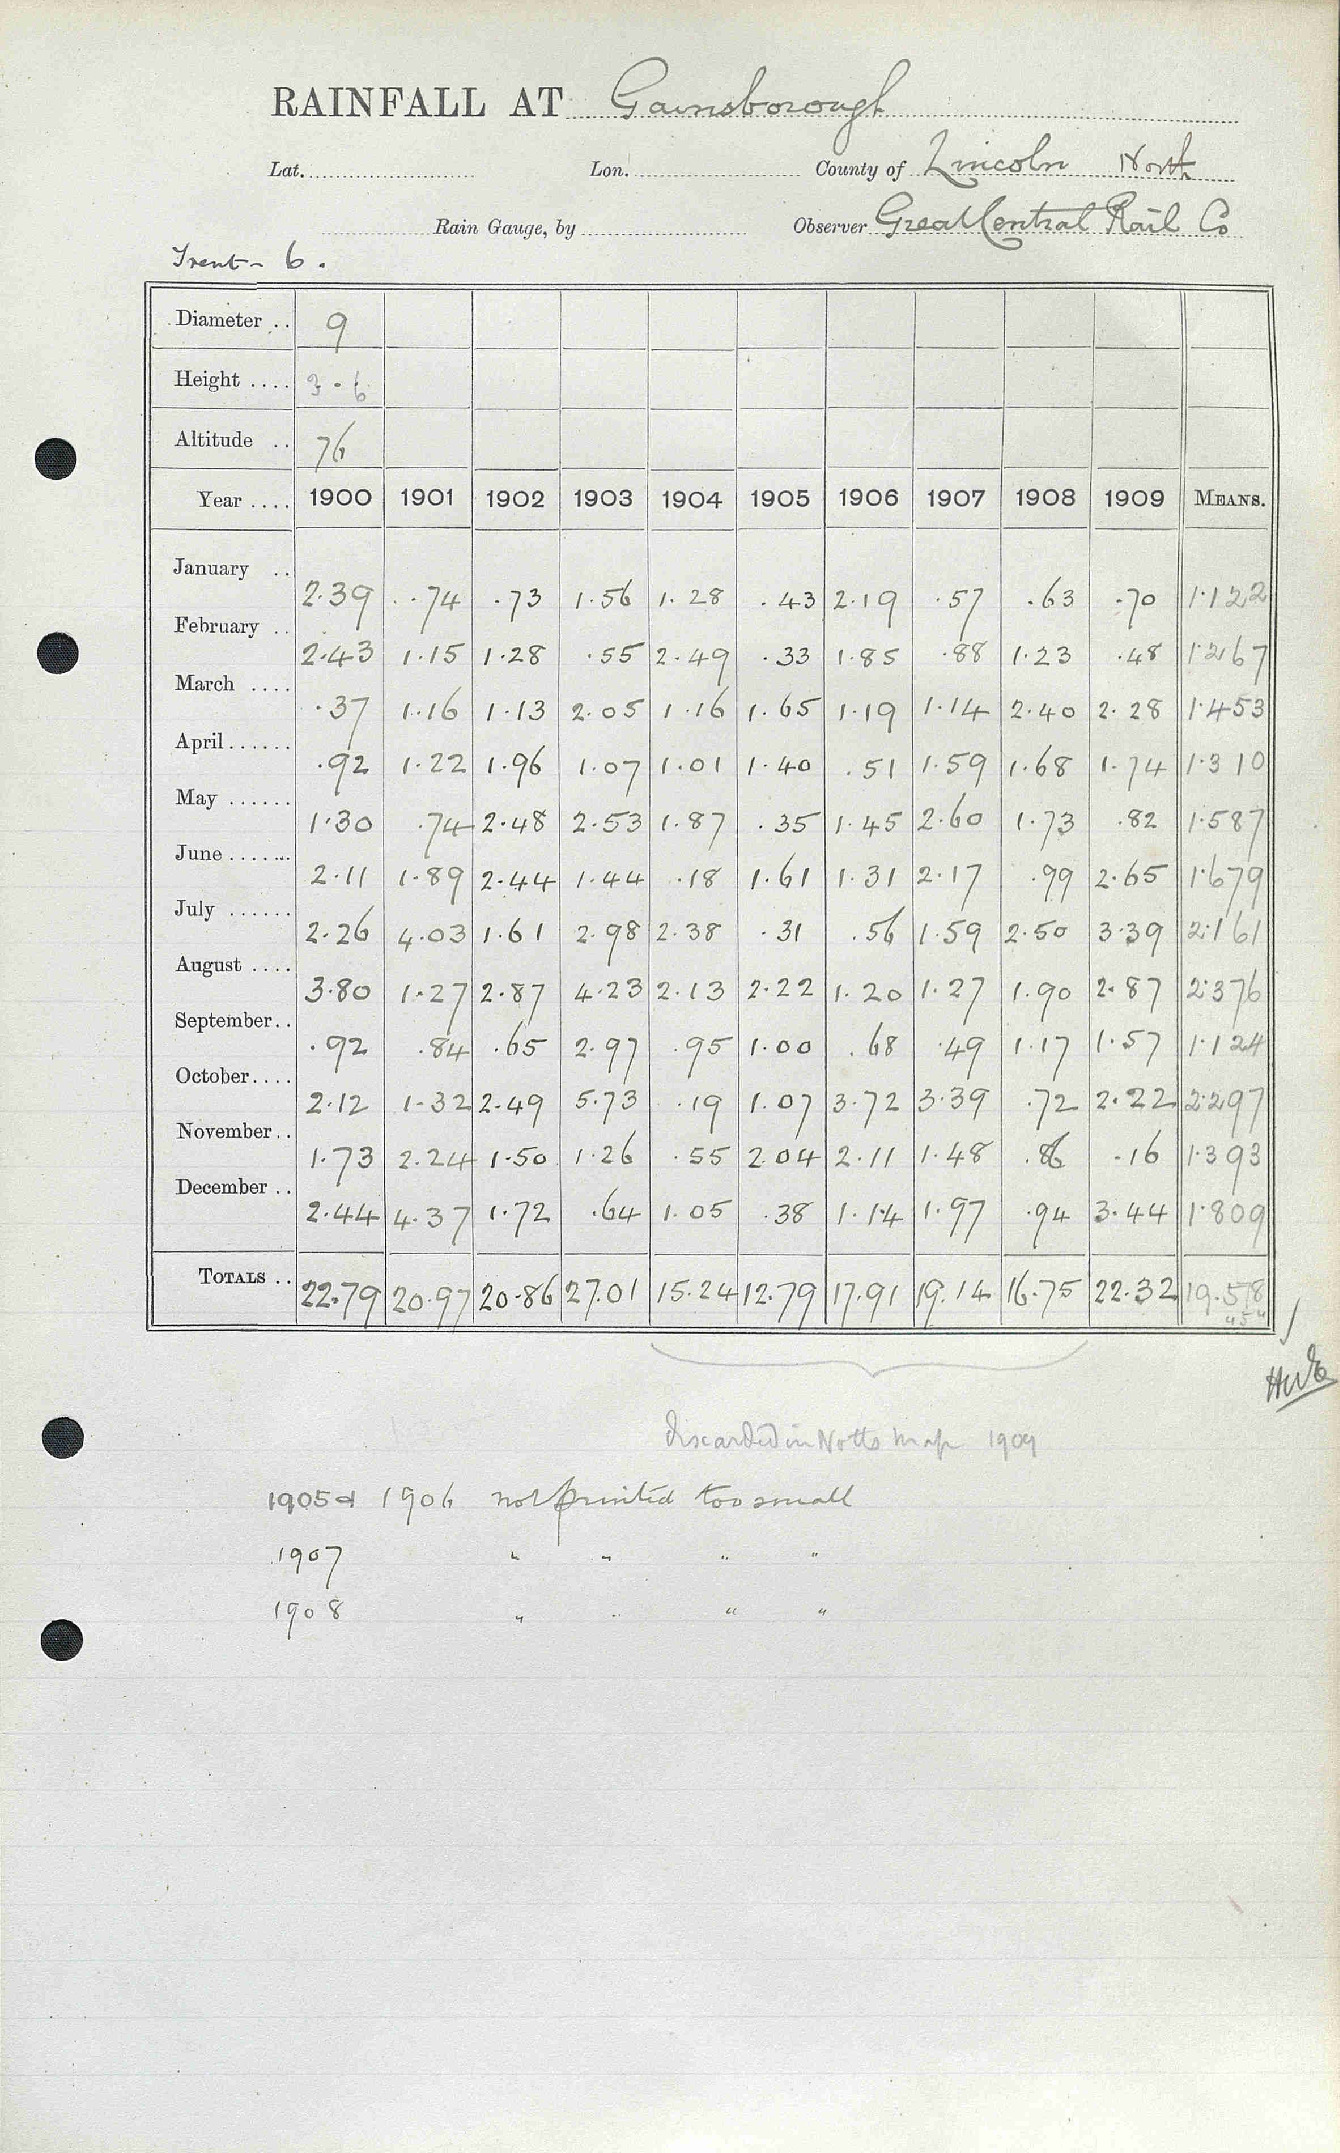 RAINFALL AT Gainsborough
Lat. Lon. County of Lincoln North
Rain Gauge, by Observer Great Central Rail Co
Trent - 6.
Diameter .. 9
Height .... 3-6
Altitude .. 76
Year .... 1900 1901 1902 1903 1904 1905 1906 1907 1908 1909 MEANS.
January .. 2.39 .74 .73 1.56 1.28 .43 2.19 .57 .63 .70 1.122
February .. 2.43 1.15 1.28 .55 2.49 .33 1.85 .88 1.23 .48 1.267
March .... .37 1.16 1.13 2.05 1.16 1.65 1.19 1.14 2.40 2.28 1.453
April ...... .92 1.22 1.96 1.07 1.01 1.40 .51 1.59 1.68 1.74 1.310
May ...... 1.30 .74 2.48 2.53 1.87 .35 1.45 2.60 1.73 .82 1.587
June ...... 2.11 1.89 2.44 1.44 .18 1.61 1.31 2.17 .99 2.65 1.679
July ...... 2.26 4.03 1.61 2.98 2.38 .31 .56 1.59 2.50 3.39 2.161
August .... 3.80 1.27 2.87 4.23 2.13 2.22 1.20 1.27 1.90 2.87 2.376
September .. .92 .84 .65 2.97 .95 1.00 .68 .49 1.17 1.57 1.124
October .... 2.12 1.32 2.49 5.73 .19 1.07 3.72 3.39 .72 2.22 2.297
November .. 1.73 2.24 1.50 1.26 .55 2.04 2.11 1.48 .86 .16 1.393
December .. 2.44 4.37 1.72 .64 1.05 .38 1.14 1.97 .94 3.44 1.809
TOTALS .. 22.79 20.97 20.86 27.01 15.24 12.79 17.91 19.14 16.75 22.32 19.578
discarded in Notts map 1909
1905 & 1906 not printed too small
1907 " " " "
1908 " " " "